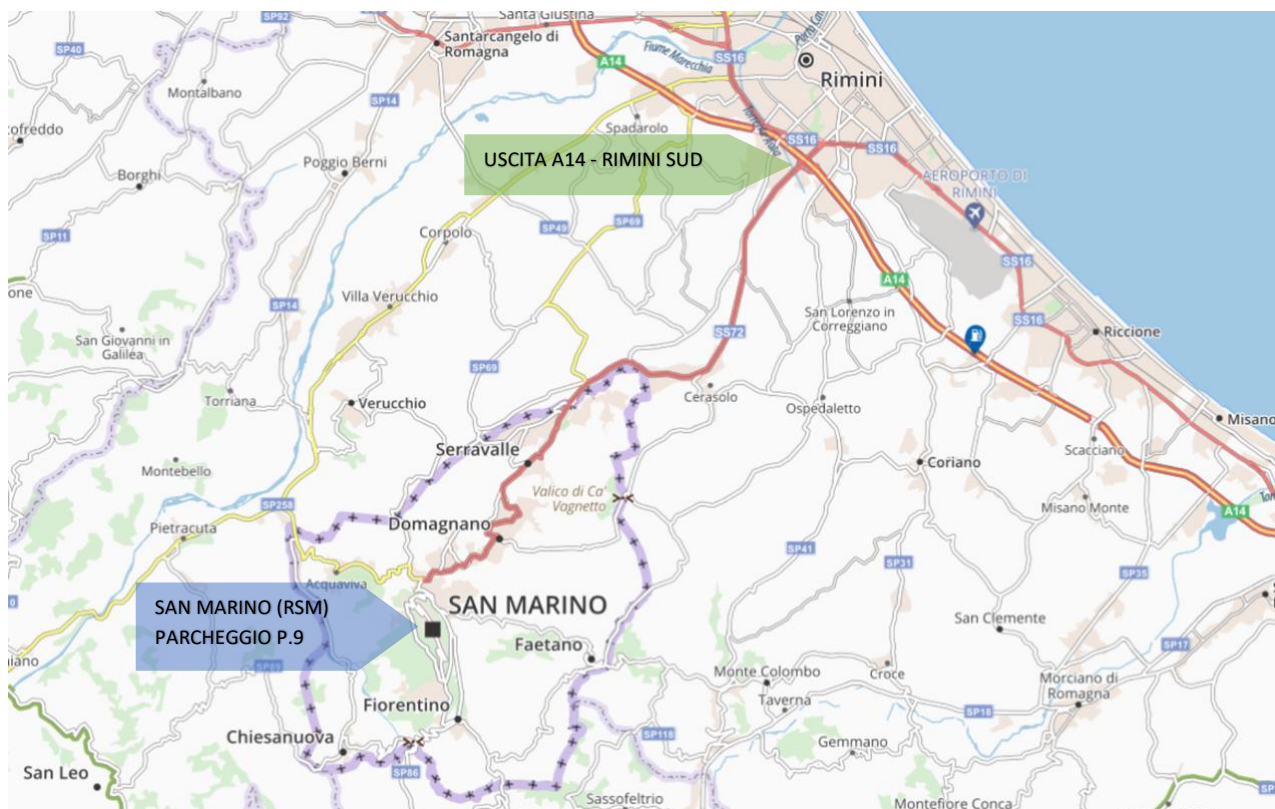 SP92
Santa Giustina
SP40
Santarcangelo di
Romagna
A14
Fiume Marecchia
Rimini
Montalbano
SP14
Spadarolo
SS16
SS16
USCITA A14 - RIMINI SUD
Poggio Berni
AEROPORTO DI
RIMINI
Borghi
SP11
SP49
SP69
Corpolo
SS16
A14
SP14
Villa Verucchio
San Lorenzo in
Correggiano
SS16
Riccione
San Giovanni in
Galilea
SS72
SP69
Cerasolo
Torriana
Verucchio
Ospedaletto
Misano
Serravalle
Scacciano
Montebello
Coriano
Valico di Ca'
Vagnetto
SP258
Misano Monte
A14
Pietracuta
Domagnano
SP41
SP31
SP35
Acquaviva
SAN MARINO (RSM)
PARCHEGGIO P.9
SAN MARINO
San Clemente
Faetano
SP17
Monte Colombo
Croce
Morciano di
Romagna
Taverna
Fiorentino
SP18
Chiesanuova
SP118
Gemmano
San Leo
SP86
Sassofeltrio
Montefiore Conca